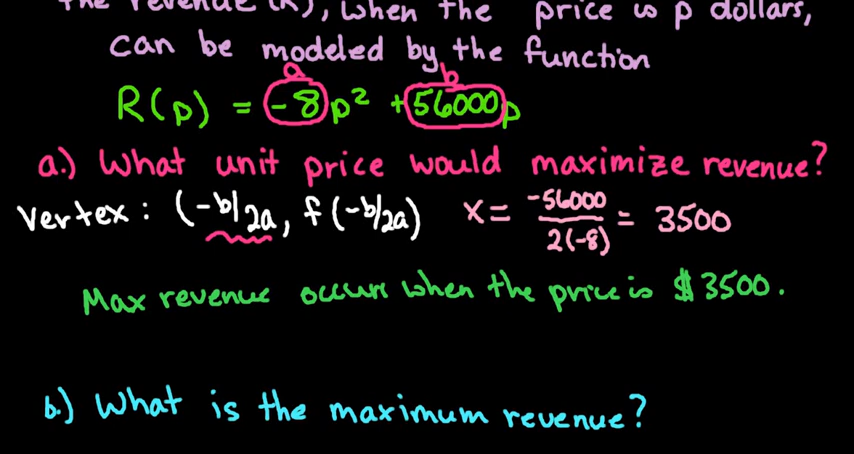 the revenue (R), when the price is p dollars,
can be modeled by the function
a b
R(p) = -8p² + 56000p
a.) What unit price would maximize revenue?
Vertex: (-b/2a, f(-b/2a) x = -56000/2(-8) = 3500
Max revenue occurs when the price is $3500.
b.) What is the maximum revenue?